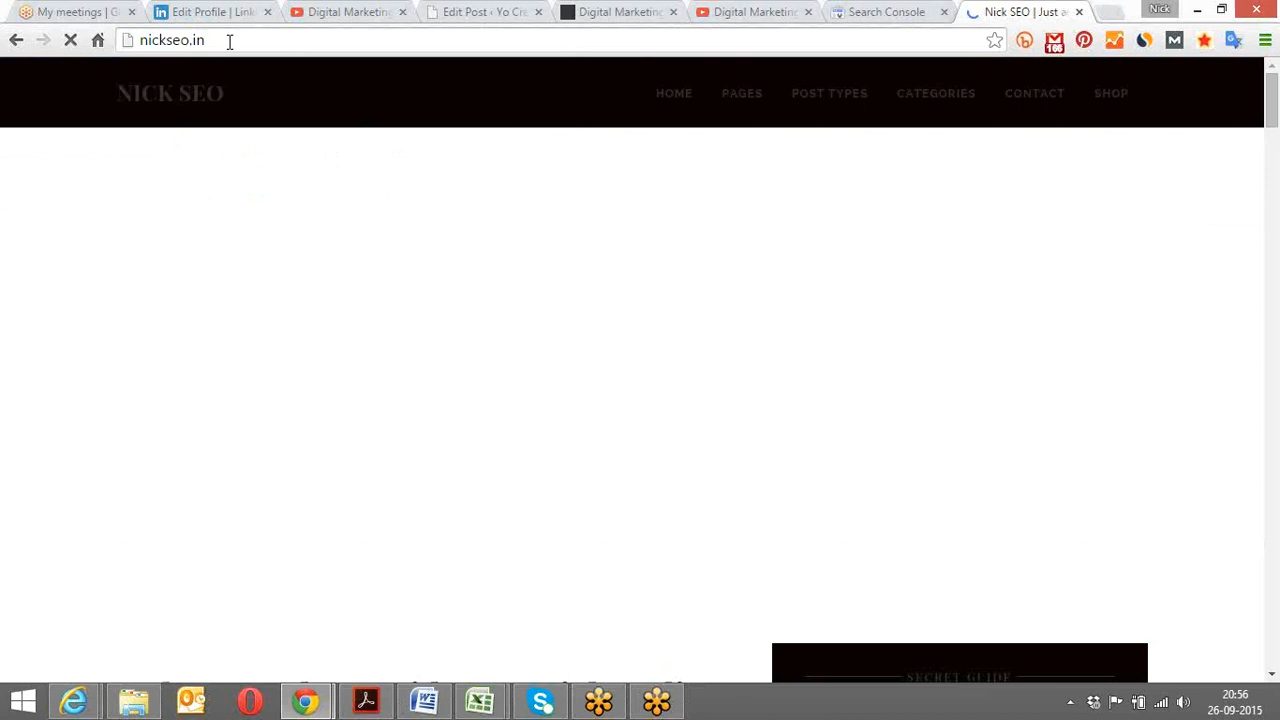 My meetings | G
Edit Profile | Link
Digital Marketing
Edit Post ‹ Yo Cre
Digital Marketing
Digital Marketing
Search Console
Nick SEO | Just a
Nick
nickseo.in
166
NICK SEO
HOME
PAGES
POST TYPES
CATEGORIES
CONTACT
SHOP
SECRET GUIDE
20:56
26-09-2015